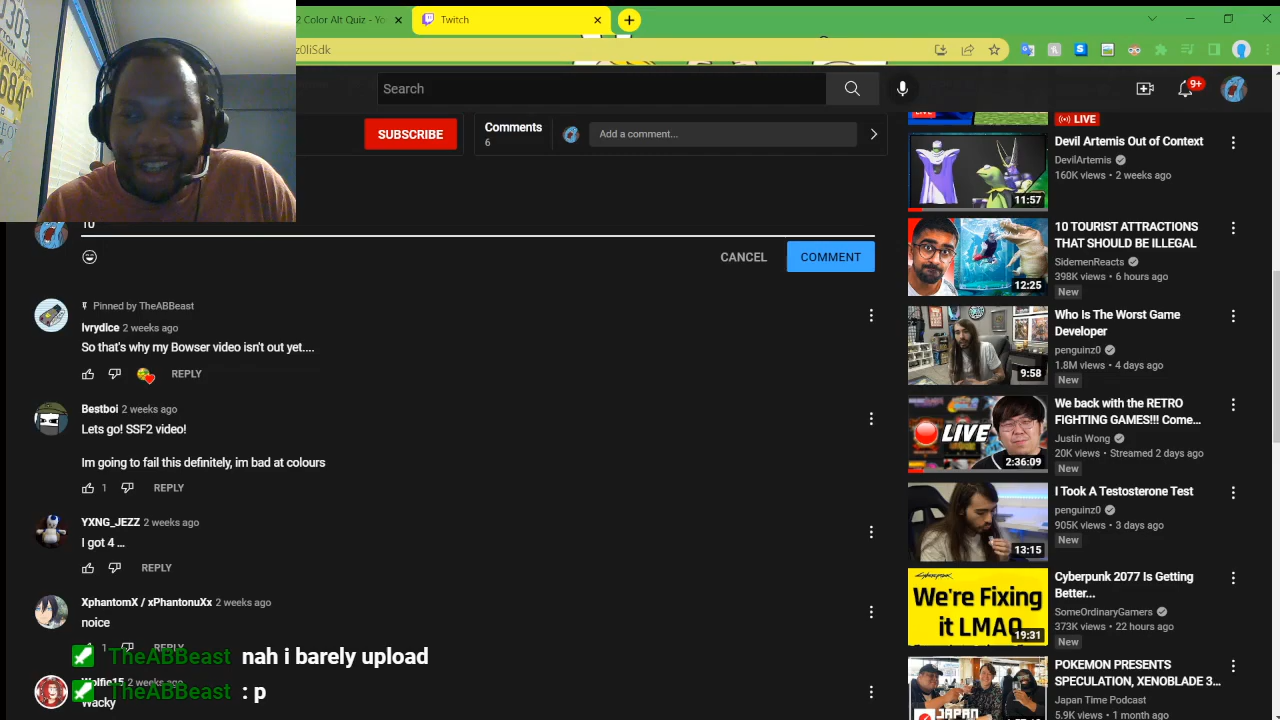 2 Color Alt Quiz - Yo
Twitch
z0liSdk
Search
9+
SUBSCRIBE
Comments
6
Add a comment...
10
CANCEL
COMMENT
Pinned by TheABBeast
Ivrydice 2 weeks ago
So that's why my Bowser video isn't out yet....
REPLY
Bestboi 2 weeks ago
Lets go! SSF2 video!
Im going to fail this definitely, im bad at colours
1 REPLY
YXNG_JEZZ 2 weeks ago
I got 4 ...
REPLY
XphantomX / xPhantonuXx 2 weeks ago
noice
1 REPLY
TheABBeast nah i barely upload
Wolfie15 2 weeks ago
TheABBeast : p
Wacky
LIVE
LIVE
11:57
Devil Artemis Out of Context
DevilArtemis
160K views • 2 weeks ago
12:25
10 TOURIST ATTRACTIONS
THAT SHOULD BE ILLEGAL
SidemenReacts
398K views • 6 hours ago
New
9:58
Who Is The Worst Game
Developer
penguinz0
1.8M views • 4 days ago
New
LIVE
2:36:09
We back with the RETRO
FIGHTING GAMES!!! Come...
Justin Wong
20K views • Streamed 2 days ago
New
13:15
I Took A Testosterone Test
penguinz0
905K views • 3 days ago
New
We're Fixing
it LMAO
19:31
Cyberpunk 2077 Is Getting
Better...
SomeOrdinaryGamers
373K views • 22 hours ago
New
JAPAN
POKEMON PRESENTS
SPECULATION, XENOBLADE 3...
Japan Time Podcast
5.9K views • 1 month ago